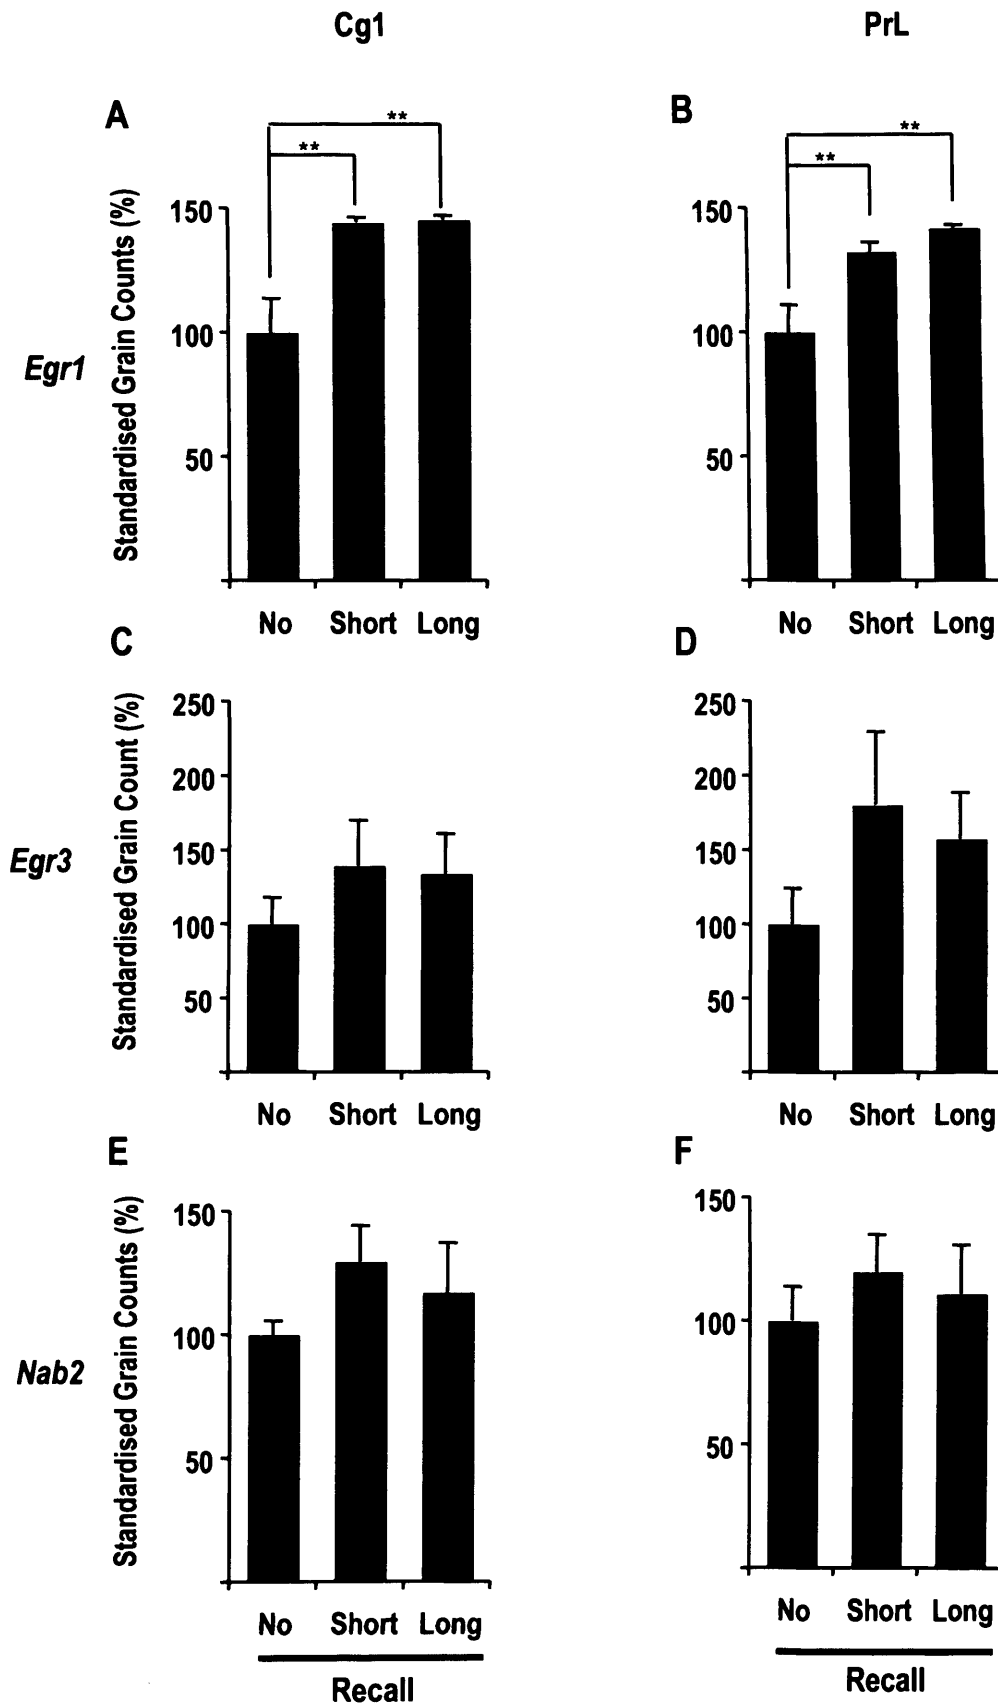 Cg1
PrL
A
**
**
B
**
**
Egr1
Standardised Grain Counts (%)
150
100
50
No Short Long
150
100
50
No Short Long
C
D
Egr3
Standardised Grain Count (%)
250
200
150
100
50
No Short Long
250
200
150
100
50
No Short Long
E
F
Nab2
Standardised Grain Counts (%)
150
100
50
No Short Long
Recall
150
100
50
No Short Long
Recall